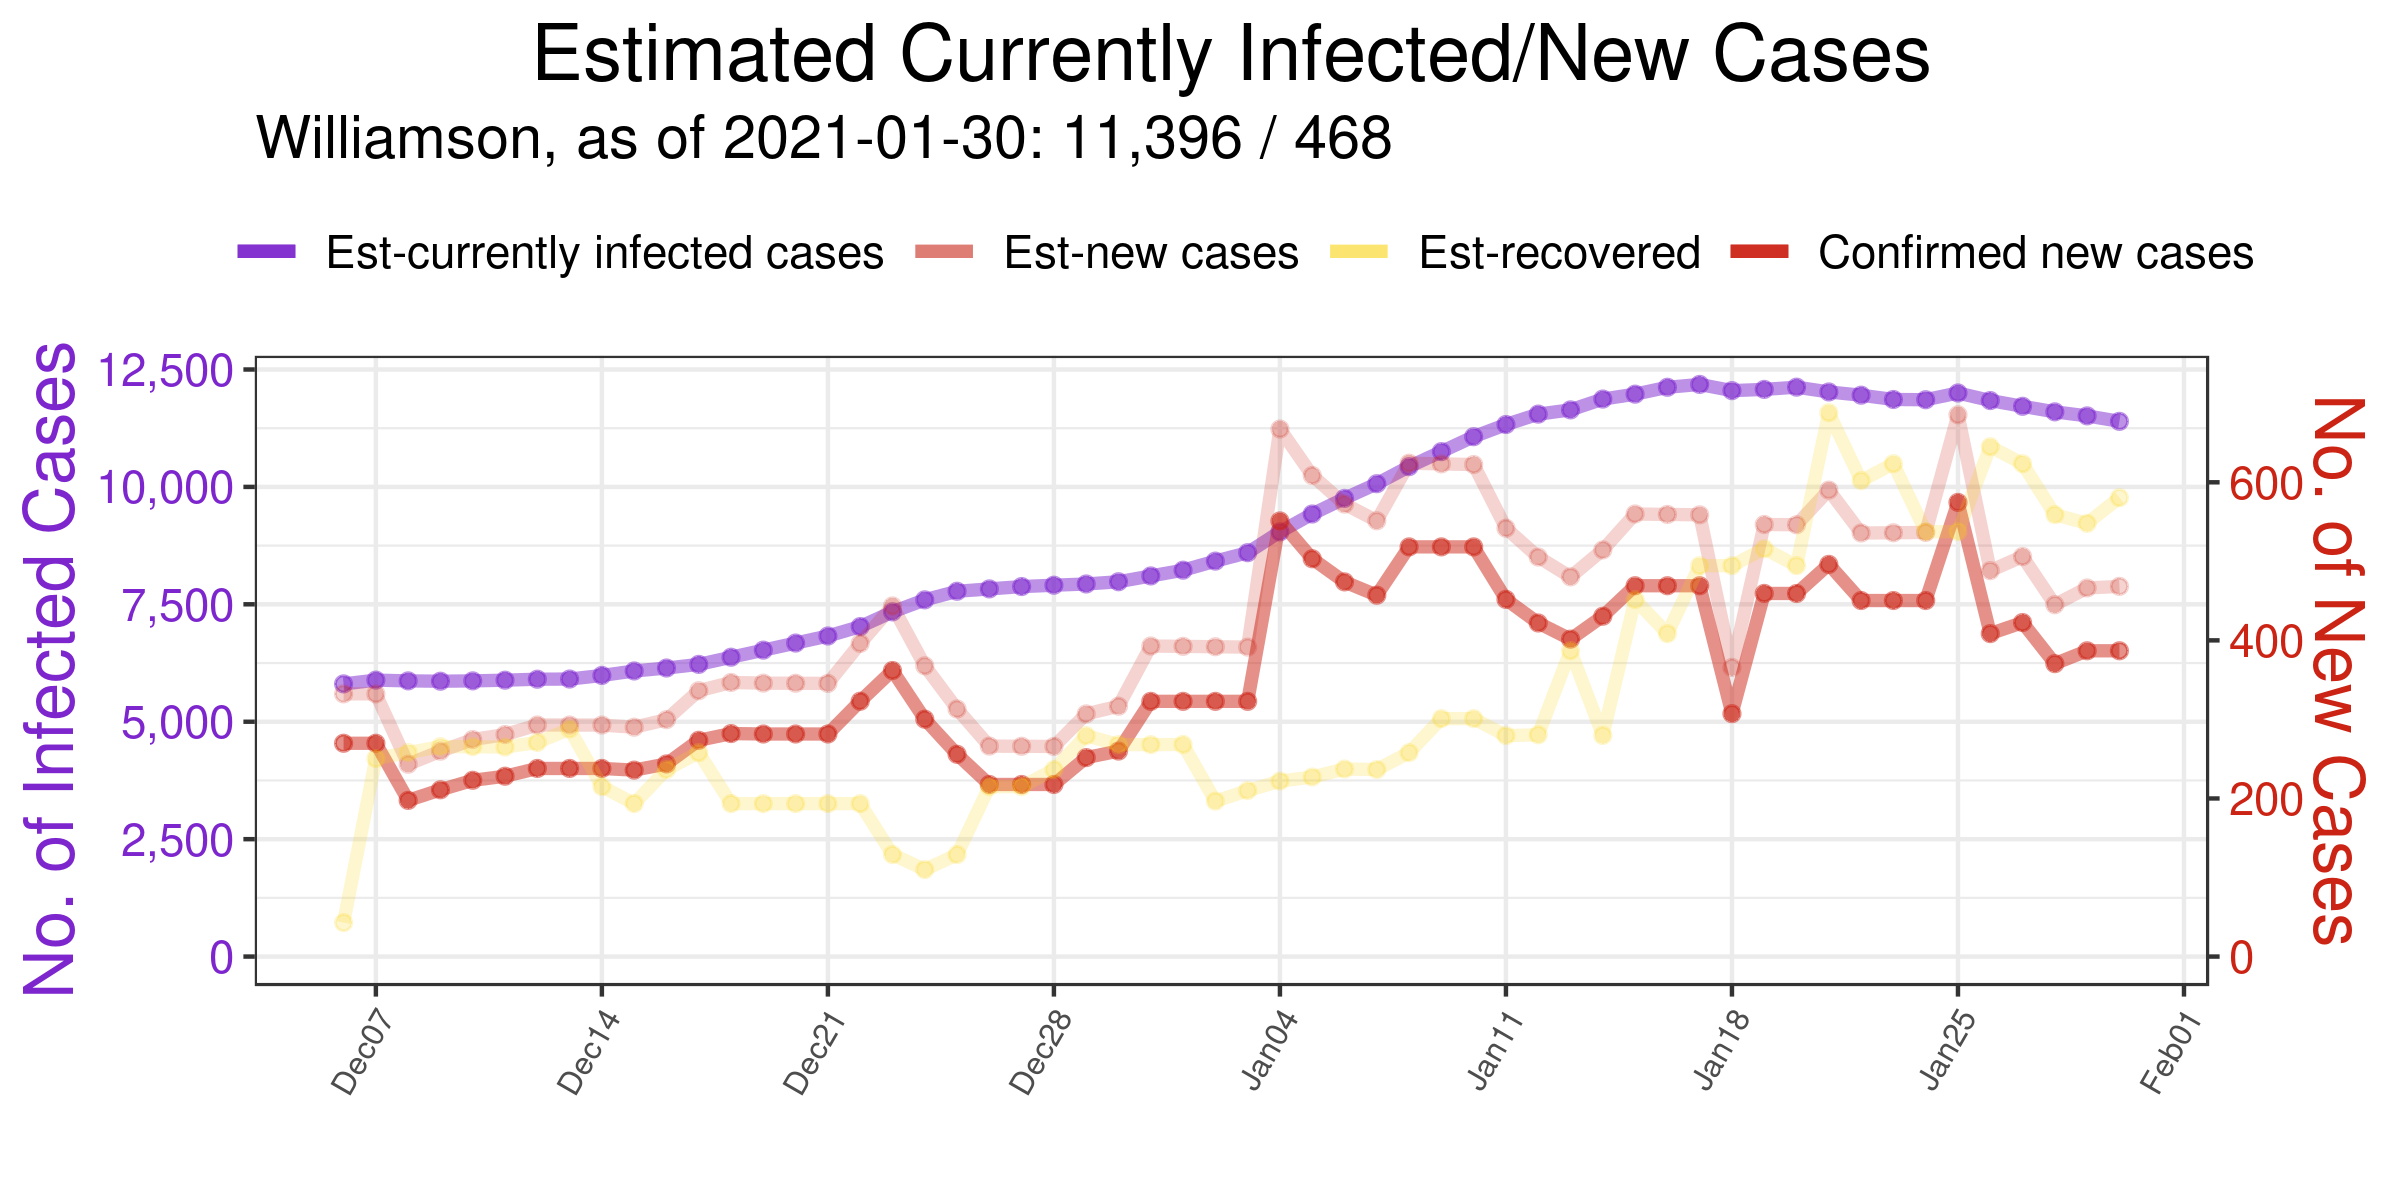 Estimated Currently Infected/New Cases
Williamson, as of 2021-01-30: 11,396 / 468
Est-currently infected cases Est-new cases Est-recovered Confirmed new cases
No. of Infected Cases
12,500
10,000
7,500
5,000
2,500
0
600
400
200
0
No. of New Cases
Dec07 Dec14 Dec21 Dec28 Jan04 Jan11 Jan18 Jan25 Feb01